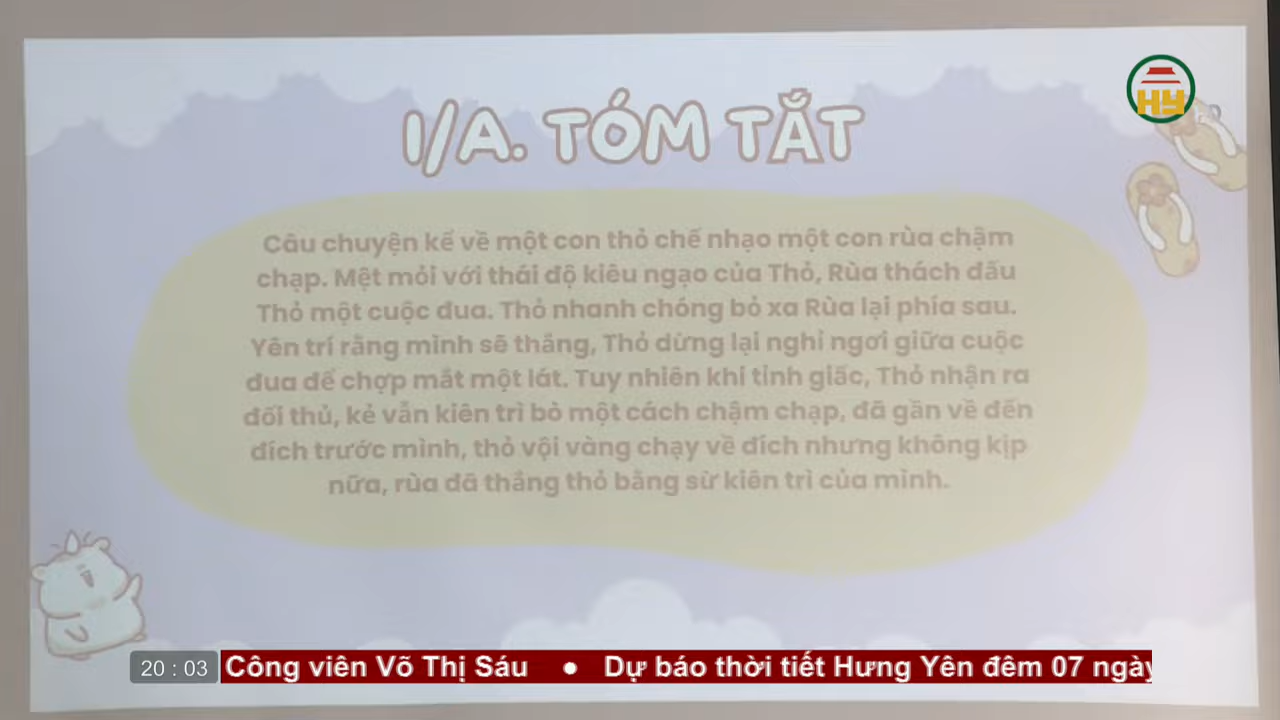 HY
I/A. TÓM TẮT
Câu chuyện kể về một con thỏ chế nhạo một con rùa chậm
chạp. Mệt mỏi với thái độ kiêu ngạo của Thỏ, Rùa thách đấu
Thỏ một cuộc đua. Thỏ nhanh chóng bỏ xa Rùa lại phía sau.
Yên trí rằng mình sẽ thắng, Thỏ dừng lại nghỉ ngơi giữa cuộc
đua để chợp mắt một lát. Tuy nhiên khi tỉnh giấc, Thỏ nhận ra
đối thủ, kẻ vẫn kiên trì bò một cách chậm chạp, đã gần về đến
đích trước mình, thỏ vội vàng chạy về đích nhưng không kịp
nữa, rùa đã thắng thỏ bằng sừ kiên trì của mình.
20 : 03 Công viên Võ Thị Sáu • Dự báo thời tiết Hưng Yên đêm 07 ngày